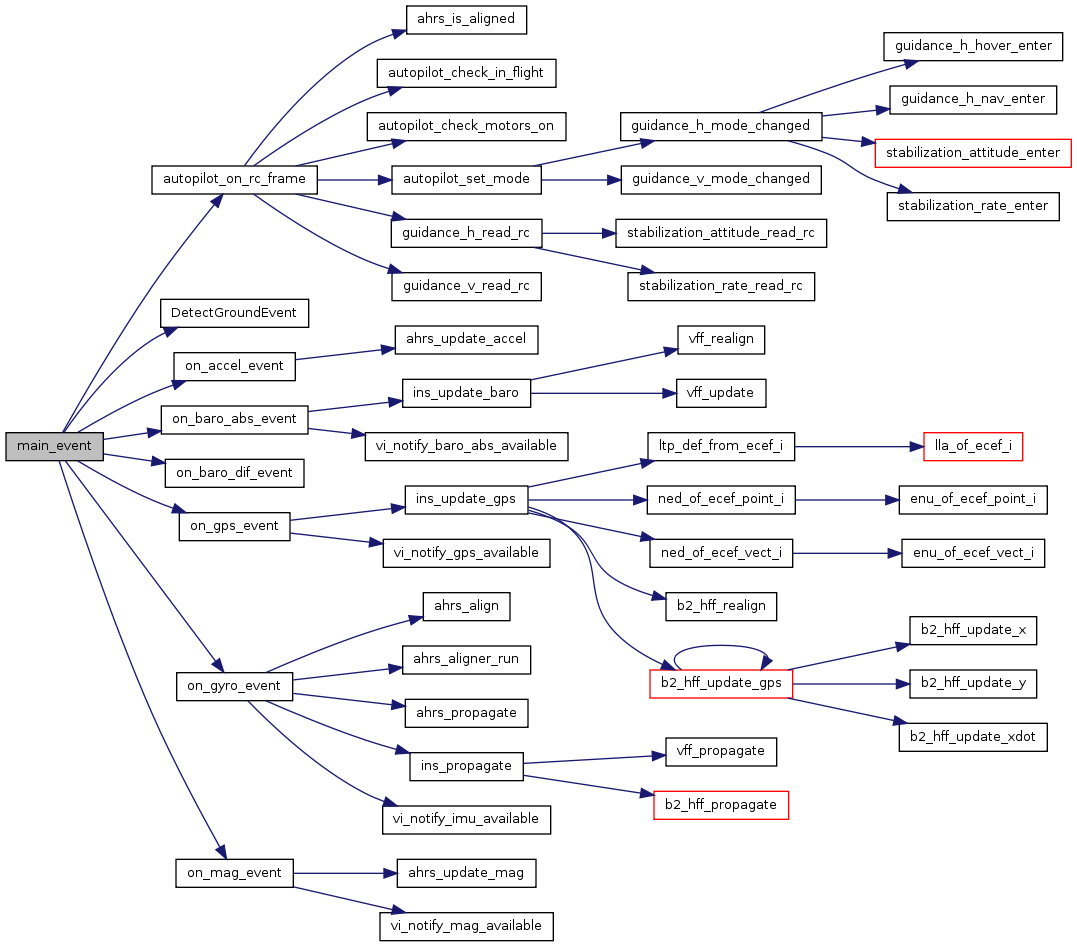 main_event
autopilot_on_rc_frame
ahrs_is_aligned
autopilot_check_in_flight
autopilot_check_motors_on
autopilot_set_mode
guidance_h_mode_changed
guidance_h_hover_enter
guidance_h_nav_enter
stabilization_attitude_enter
stabilization_rate_enter
guidance_v_mode_changed
guidance_h_read_rc
stabilization_attitude_read_rc
stabilization_rate_read_rc
guidance_v_read_rc
DetectGroundEvent
on_accel_event
ahrs_update_accel
on_baro_abs_event
ins_update_baro
vff_realign
vff_update
vi_notify_baro_abs_available
on_baro_dif_event
on_gps_event
ins_update_gps
ltp_def_from_ecef_i
lla_of_ecef_i
ned_of_ecef_point_i
enu_of_ecef_point_i
ned_of_ecef_vect_i
enu_of_ecef_vect_i
b2_hff_realign
b2_hff_update_gps
b2_hff_update_x
b2_hff_update_y
b2_hff_update_xdot
vi_notify_gps_available
on_gyro_event
ahrs_align
ahrs_aligner_run
ahrs_propagate
ins_propagate
vff_propagate
b2_hff_propagate
vi_notify_imu_available
on_mag_event
ahrs_update_mag
vi_notify_mag_available